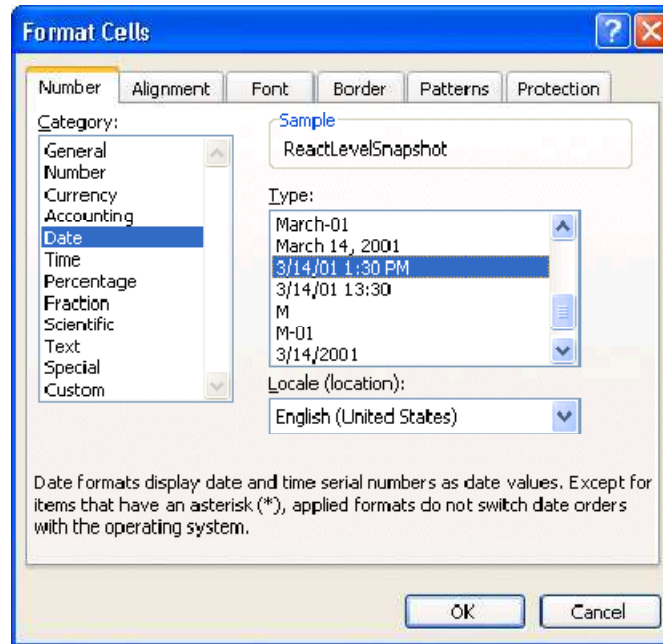 Format Cells
Number
Alignment
Font
Border
Patterns
Protection
Category:
General
Number
Currency
Accounting
Date
Time
Percentage
Fraction
Scientific
Text
Special
Custom
Sample
ReactLevelSnapshot
Type:
March-01
March 14, 2001
3/14/01 1:30 PM
3/14/01 13:30
M
M-01
3/14/2001
Locale (location):
English (United States)
Date formats display date and time serial numbers as date values. Except for
items that have an asterisk (*), applied formats do not switch date orders
with the operating system.
OK
Cancel